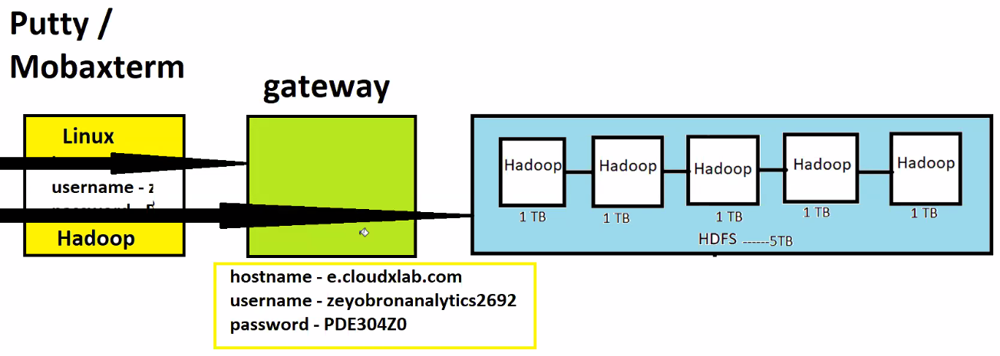 Putty /
Mobaxterm
gateway
Linux
username - z
Hadoop
Hadoop
Hadoop
Hadoop
Hadoop
Hadoop
1 TB
1 TB
1 TB
1 TB
1 TB
HDFS ------5TB
hostname - e.cloudxlab.com
username - zeyobronanalytics2692
password - PDE304Z0